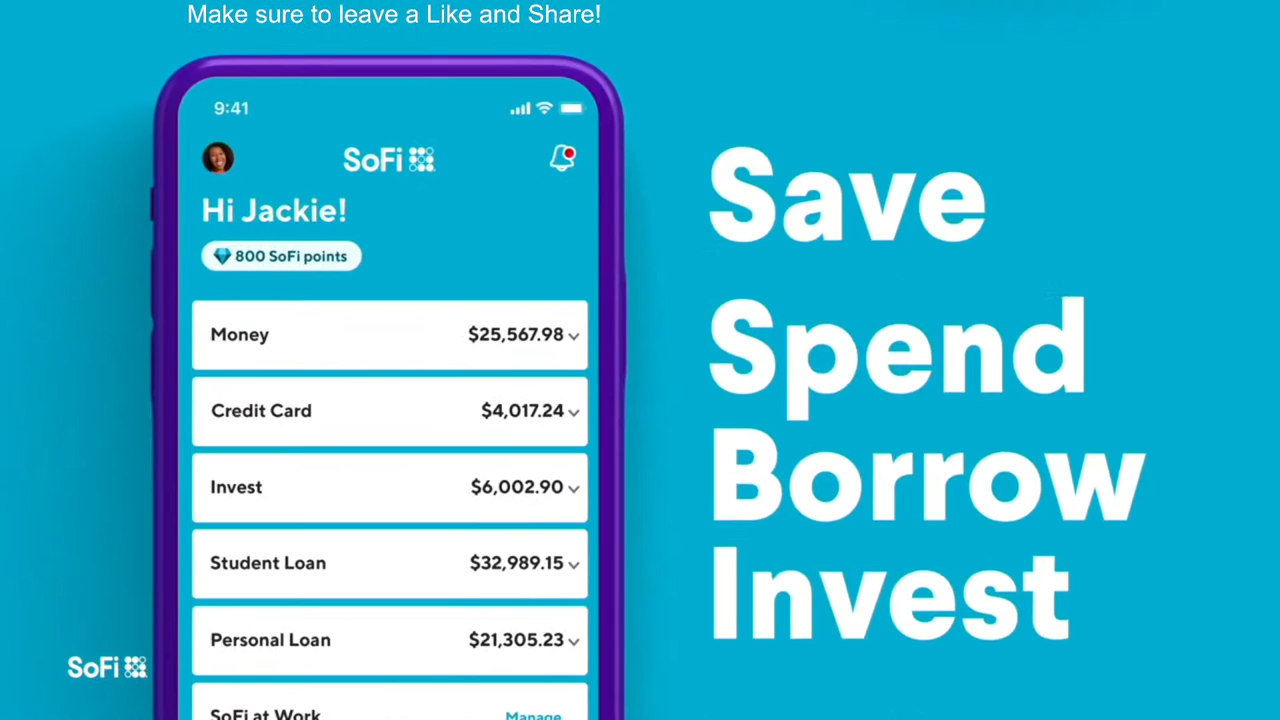 Make sure to leave a Like and Share!
9:41
SoFi
Hi Jackie!
800 SoFi points
Money $25,567.98
Credit Card $4,017.24
Invest $6,002.90
Student Loan $32,989.15
Personal Loan $21,305.23
SoFi at Work Manage
SoFi
Save
Spend
Borrow
Invest